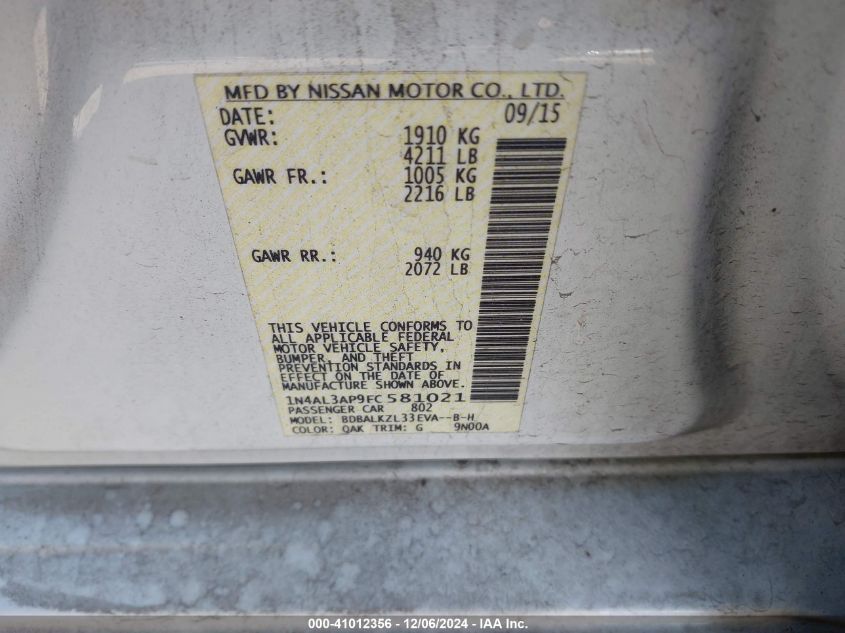 MFD BY NISSAN MOTOR CO., LTD.
DATE: 09/15
GVWR: 1910 KG
4211 LB
GAWR FR.: 1005 KG
2216 LB
GAWR RR.: 940 KG
2072 LB
THIS VEHICLE CONFORMS TO
ALL APPLICABLE FEDERAL
MOTOR VEHICLE SAFETY,
BUMPER, AND THEFT
PREVENTION STANDARDS IN
EFFECT ON THE DATE OF
MANUFACTURE SHOWN ABOVE.
1N4AL3AP9FC581021
PASSENGER CAR 802
MODEL: BDBALKZL33EVA--B-H
COLOR: QAK TRIM: G 9N00A
000-41012356 - 12/06/2024 - IAA Inc.